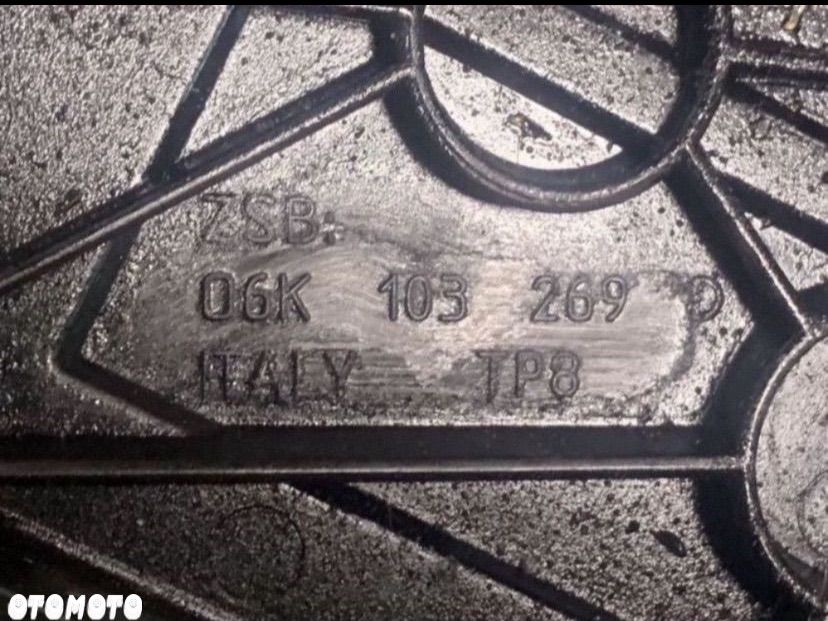 ZSB.
06K 103 269 D
ITALY TP8
OTOMOTO